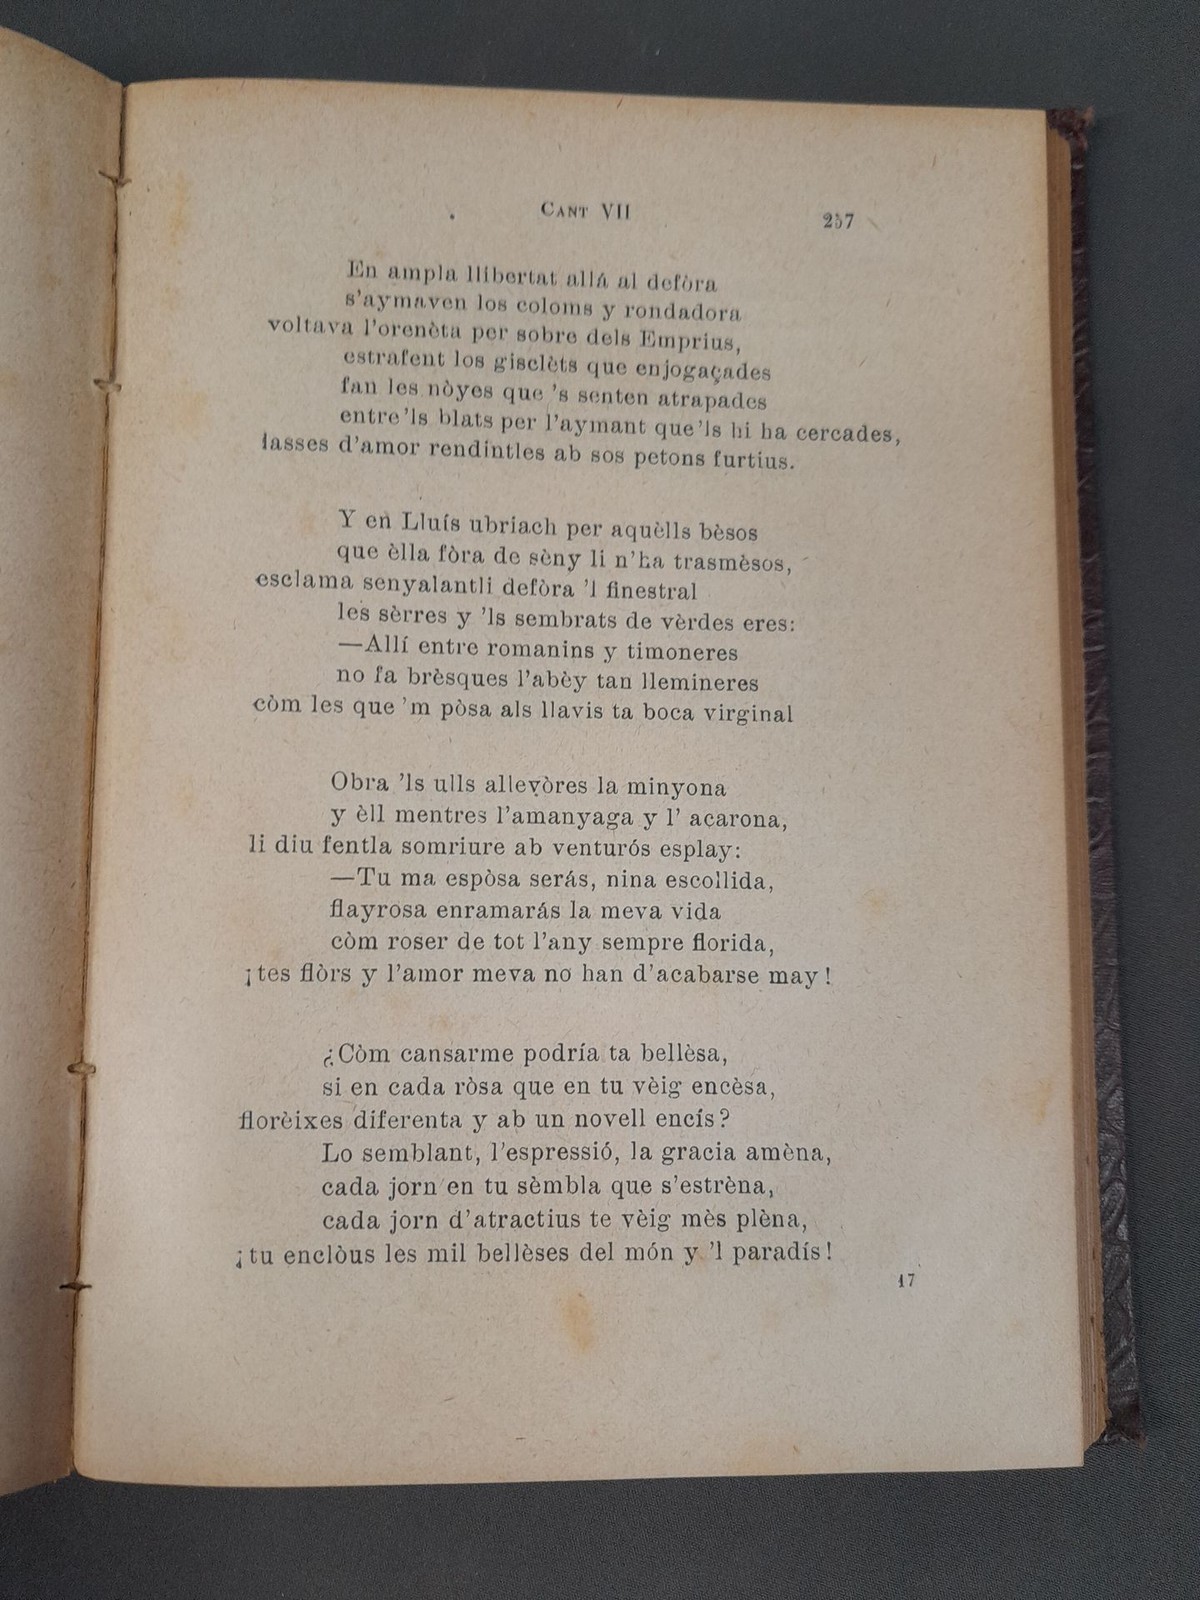 CANT VII 257
En ampla llibertat allá al defòra
s'aymaven los coloms y rondadora
voltava l'orenèta per sobre dels Emprius,
estrafent los gisclèts que enjogaçades
fan les nòyes que 's senten atrapades
entre 'ls blats per l'aymant que 'ls hi ha cercades,
lasses d'amor rendintles ab sos petons furtius.
Y en Lluís ubriach per aquèlls bèsos
que èlla fòra de sèny li n'ha trasmèsos,
esclama senyalantli defòra 'l finestral
les sèrres y 'ls sembrats de vèrdes eres:
—Allí entre romanins y timoneres
no fa brèsques l'abèy tan llemineres
còm les que 'm pòsa als llavis ta boca virginal
Obra 'ls ulls allevòres la minyona
y èll mentres l'amanyaga y l' acarona,
li diu fentla somriure ab venturós esplay:
—Tu ma espòsa serás, nina escollida,
flayrosa enramarás la meva vida
còm roser de tot l'any sempre florida,
¡tes flòrs y l'amor meva no han d'acabarse may!
¿Còm cansarme podría ta bellèsa,
si en cada ròsa que en tu vèig encèsa,
florèixes diferenta y ab un novell encís?
Lo semblant, l'espressió, la gracia amèna,
cada jorn en tu sèmbla que s'estrèna,
cada jorn d'atractius te vèig mès plèna,
¡tu enclòus les mil bellèses del món y 'l paradís!
17